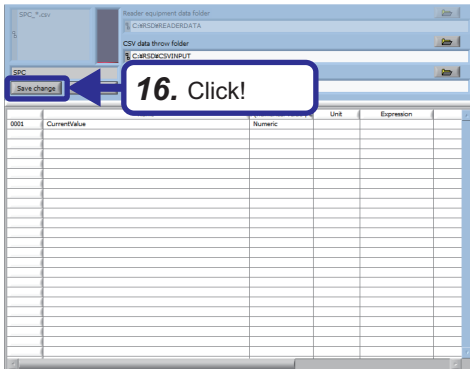 SPC_*.csv
Reader equipment data folder
C:¥RSD¥READERDATA
CSV data throw folder
C:¥RSD¥CSVINPUT
SPC
Save change
16. Click!
Unit Expression
0001 CurrentValue Numeric